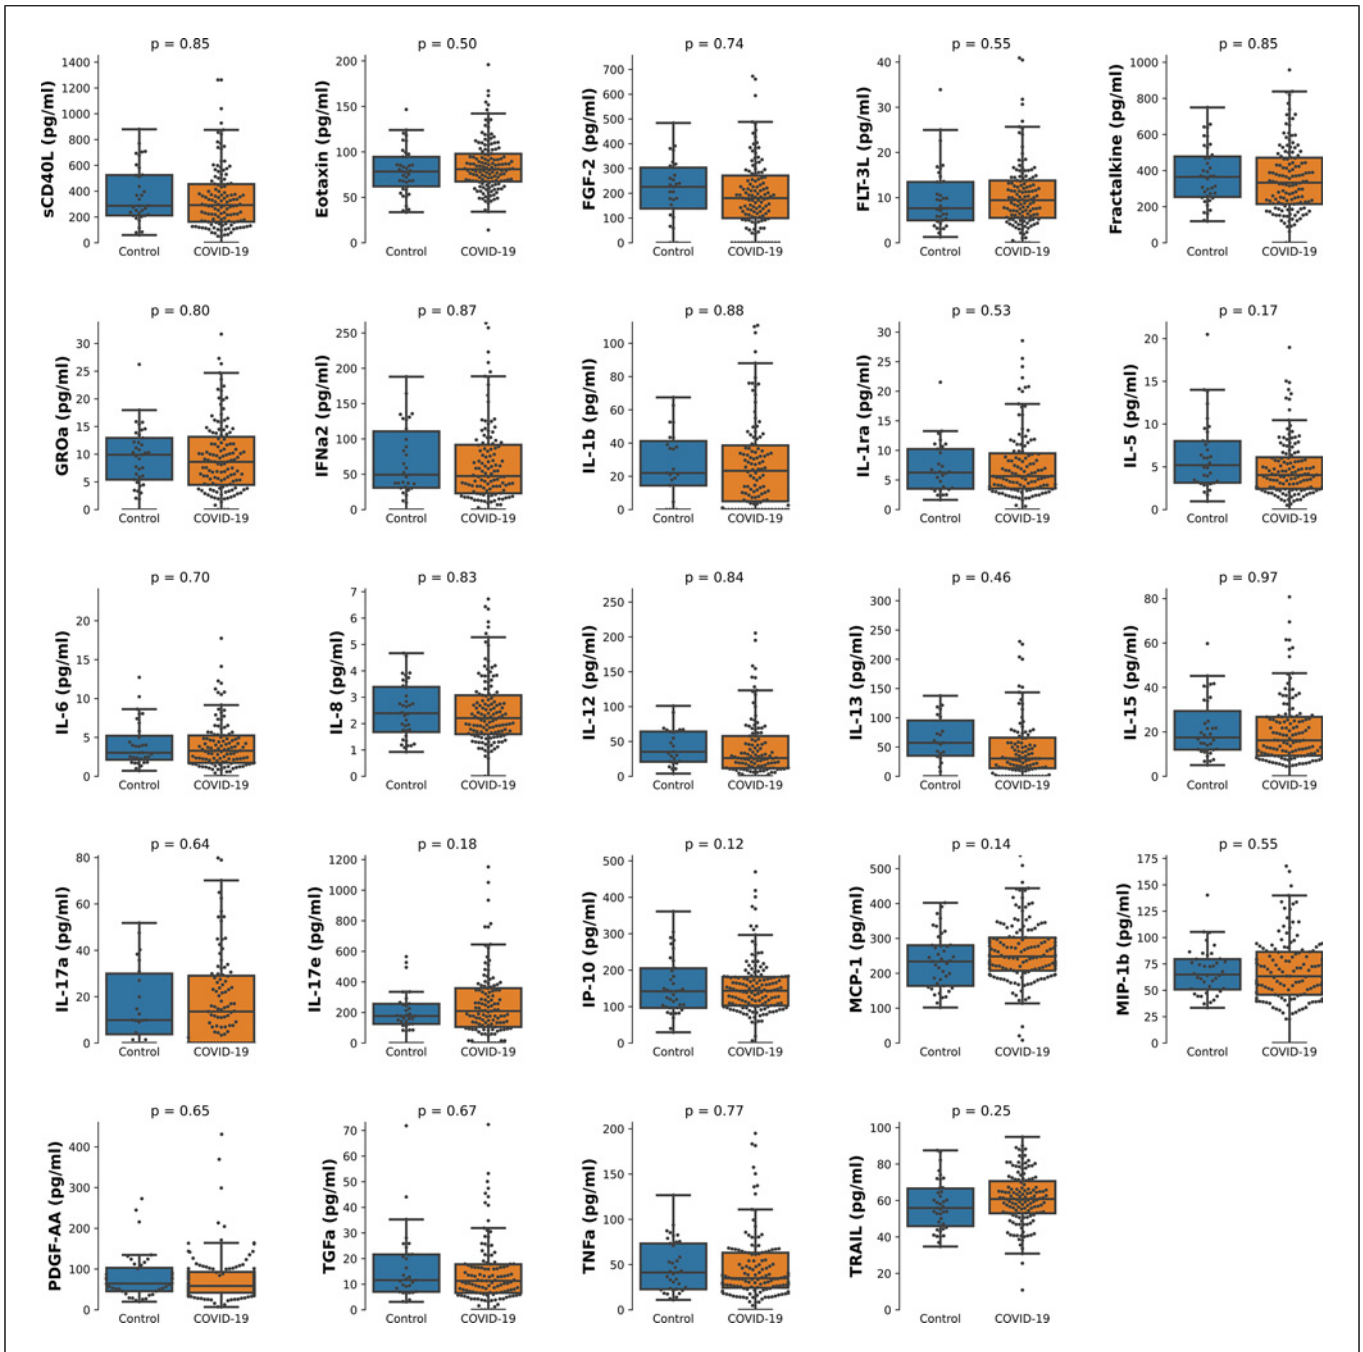 p = 0.85
sCD40L (pg/ml)
1400
1200
1000
800
600
400
200
0
Control COVID-19
p = 0.50
Eotaxin (pg/ml)
200
150
100
50
0
Control COVID-19
p = 0.74
FGF-2 (pg/ml)
700
600
500
400
300
200
100
0
Control COVID-19
p = 0.55
FLT-3L (pg/ml)
40
30
20
10
0
Control COVID-19
p = 0.85
Fractalkine (pg/ml)
1000
800
600
400
200
0
Control COVID-19
p = 0.80
GROa (pg/ml)
30
25
20
15
10
5
0
Control COVID-19
p = 0.87
IFNa2 (pg/ml)
250
200
150
100
50
0
Control COVID-19
p = 0.88
IL-1b (pg/ml)
100
80
60
40
20
0
Control COVID-19
p = 0.53
IL-1ra (pg/ml)
30
25
20
15
10
5
0
Control COVID-19
p = 0.17
IL-5 (pg/ml)
20
15
10
5
0
Control COVID-19
p = 0.70
IL-6 (pg/ml)
20
15
10
5
0
Control COVID-19
p = 0.83
IL-8 (pg/ml)
7
6
5
4
3
2
1
0
Control COVID-19
p = 0.84
IL-12 (pg/ml)
250
200
150
100
50
0
Control COVID-19
p = 0.46
IL-13 (pg/ml)
300
250
200
150
100
50
0
Control COVID-19
p = 0.97
IL-15 (pg/ml)
80
60
40
20
0
Control COVID-19
p = 0.64
IL-17a (pg/ml)
80
60
40
20
0
Control COVID-19
p = 0.18
IL-17e (pg/ml)
1200
1000
800
600
400
200
0
Control COVID-19
p = 0.12
IP-10 (pg/ml)
500
400
300
200
100
0
Control COVID-19
p = 0.14
MCP-1 (pg/ml)
500
400
300
200
100
0
Control COVID-19
p = 0.55
MIP-1b (pg/ml)
175
150
125
100
75
50
25
0
Control COVID-19
p = 0.65
PDGF-AA (pg/ml)
400
300
200
100
0
Control COVID-19
p = 0.67
TGFa (pg/ml)
70
60
50
40
30
20
10
0
Control COVID-19
p = 0.77
TNFa (pg/ml)
200
150
100
50
0
Control COVID-19
p = 0.25
TRAIL (pg/ml)
100
80
60
40
20
0
Control COVID-19